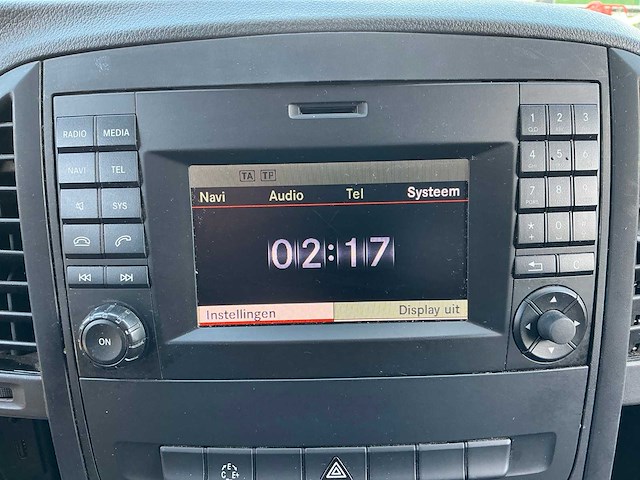 TA TP
RADIO MEDIA
Navi Audio Tel Systeem
NAVI TEL
SYS
02:17
ON
Instellingen Display uit
1 2 3
4 5 6
7 8 9
* 0 #
C
C E+